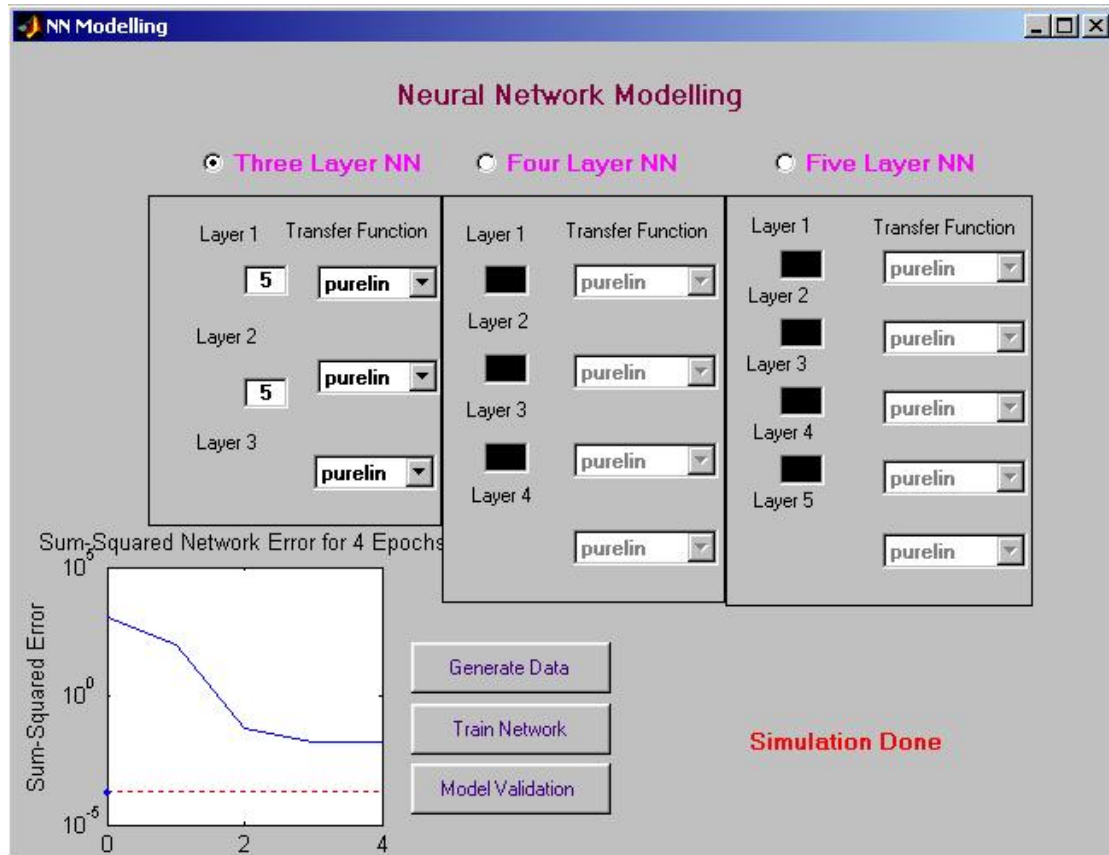 NN Modelling
Neural Network Modelling
Three Layer NN
Four Layer NN
Five Layer NN
Layer 1 Transfer Function
5 purelin
Layer 2
purelin
5
Layer 3
purelin
Layer 1 Transfer Function
purelin
Layer 2
purelin
Layer 3
purelin
Layer 4
purelin
Layer 1 Transfer Function
purelin
Layer 2
purelin
Layer 3
purelin
Layer 4
purelin
Layer 5
purelin
Sum-Squared Network Error for 4 Epochs
Sum-Squared Error
10^5
10^0
10^-5
0 2 4
Generate Data
Train Network
Model Validation
Simulation Done